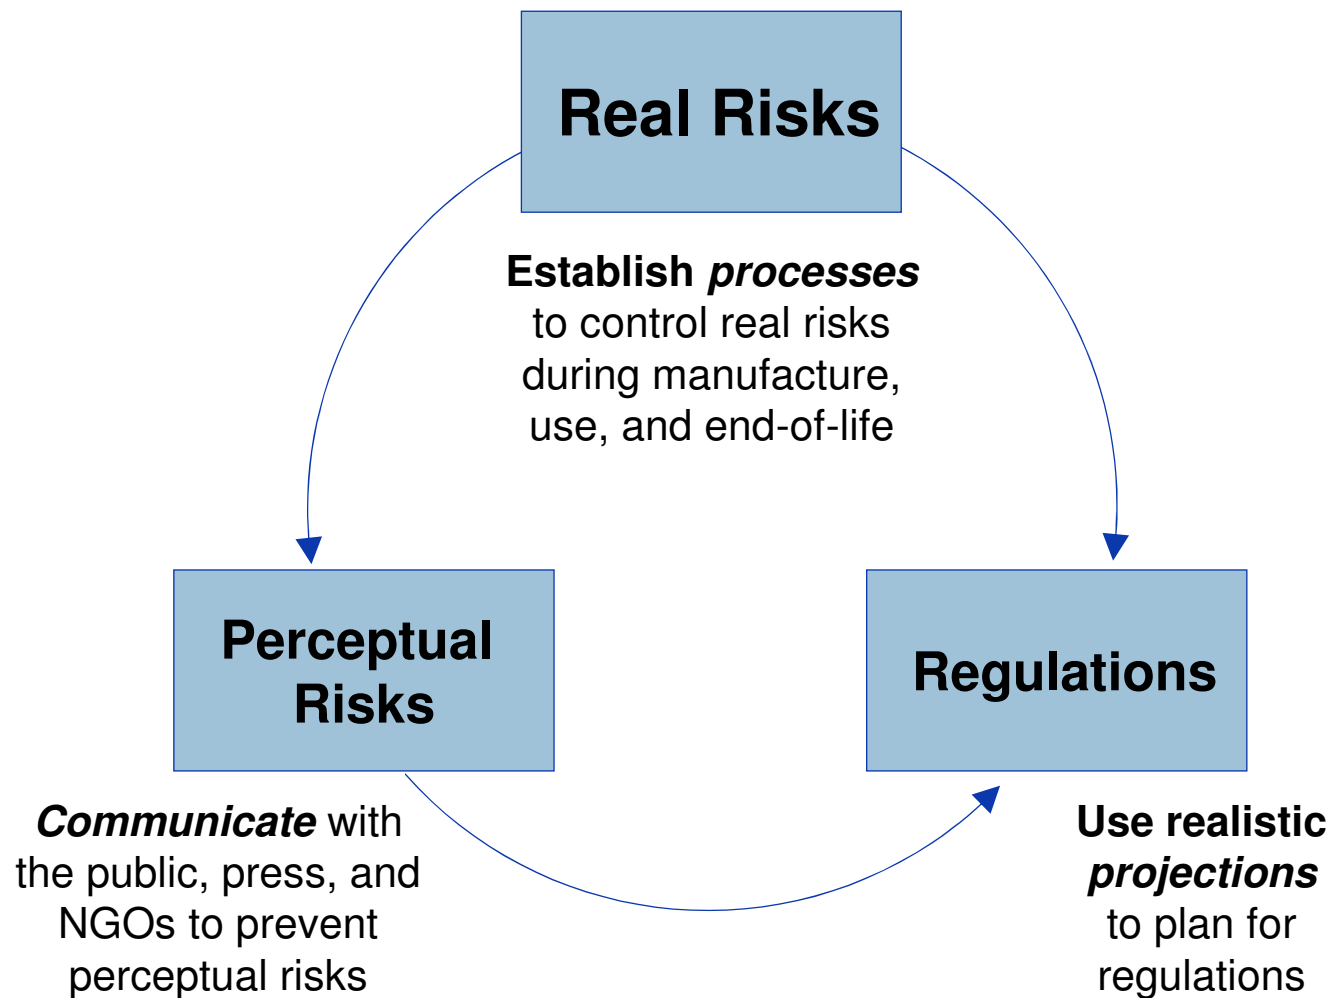 Real Risks
Establish processes
to control real risks
during manufacture,
use, and end-of-life
Perceptual
Risks
Regulations
Communicate with
the public, press, and
NGOs to prevent
perceptual risks
Use realistic
projections
to plan for
regulations